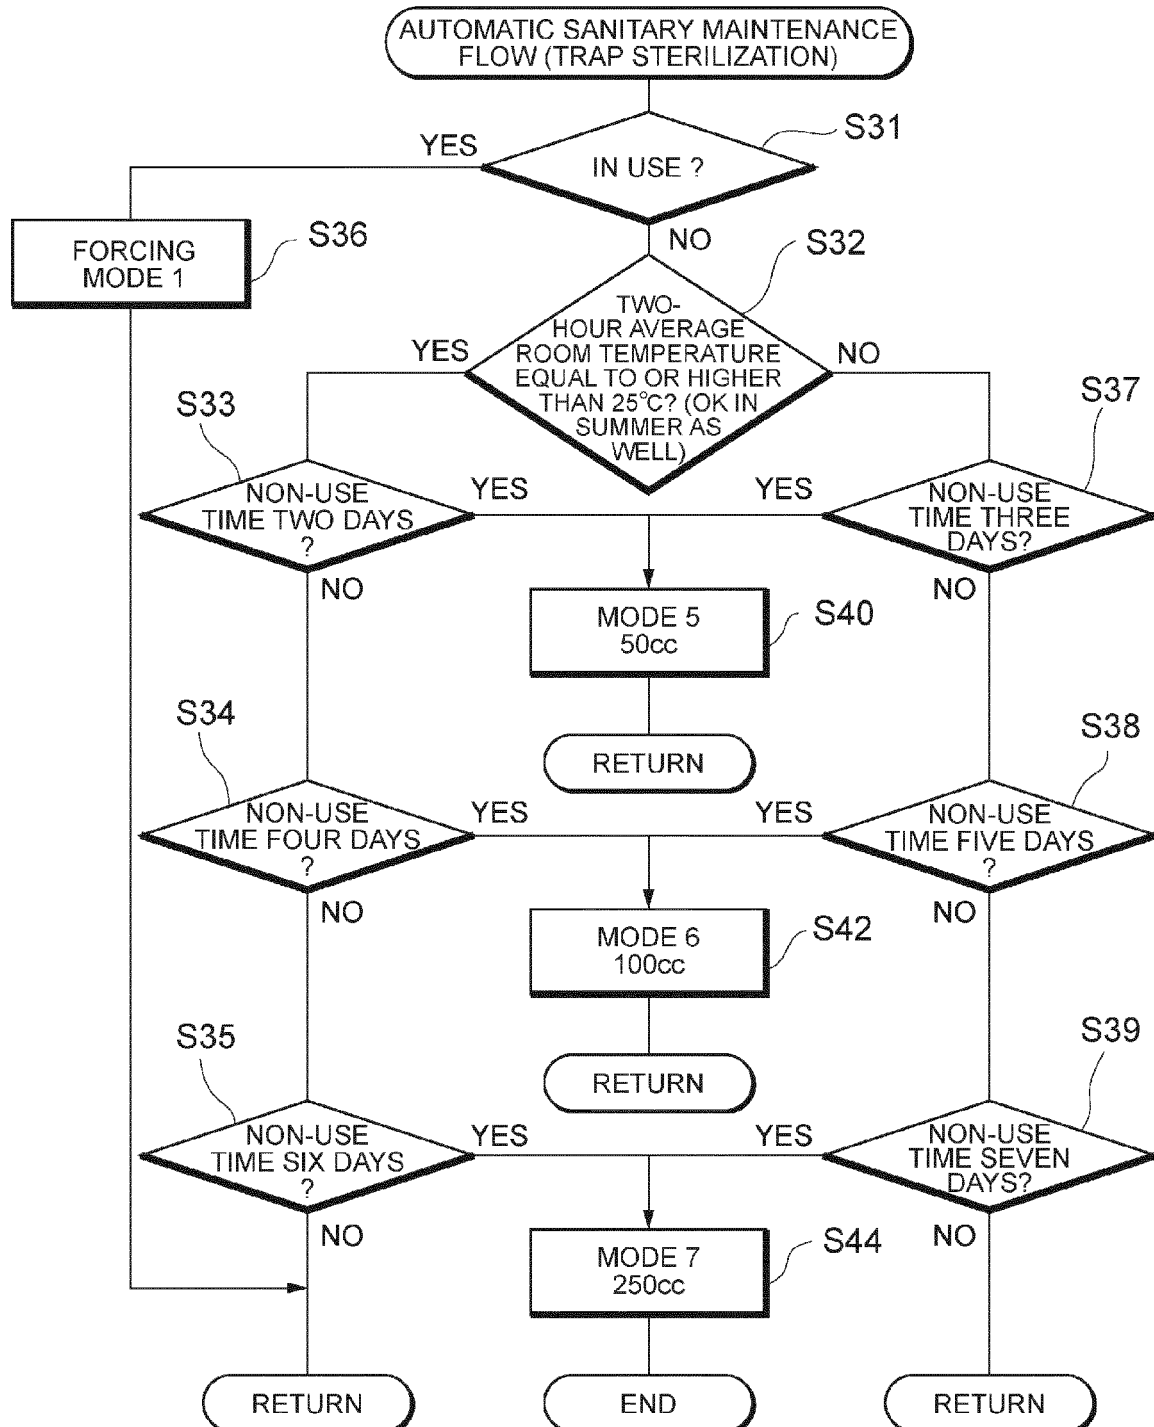 AUTOMATIC SANITARY MAINTENANCE
FLOW (TRAP STERILIZATION)
S31
YES
IN USE ?
NO
S36
FORCING
MODE 1
S32
TWO-
HOUR AVERAGE
ROOM TEMPERATURE
EQUAL TO OR HIGHER
THAN 25°C? (OK IN
SUMMER AS
WELL)
YES
NO
S33
NON-USE
TIME TWO DAYS
?
YES
NO
S37
YES
NON-USE
TIME THREE
DAYS?
NO
MODE 5
50cc
S40
RETURN
S34
NON-USE
TIME FOUR DAYS
?
YES
NO
S38
YES
NON-USE
TIME FIVE DAYS
?
NO
MODE 6
100cc
S42
RETURN
S35
NON-USE
TIME SIX DAYS
?
YES
NO
S39
YES
NON-USE
TIME SEVEN
DAYS?
NO
MODE 7
250cc
S44
RETURN
END
RETURN